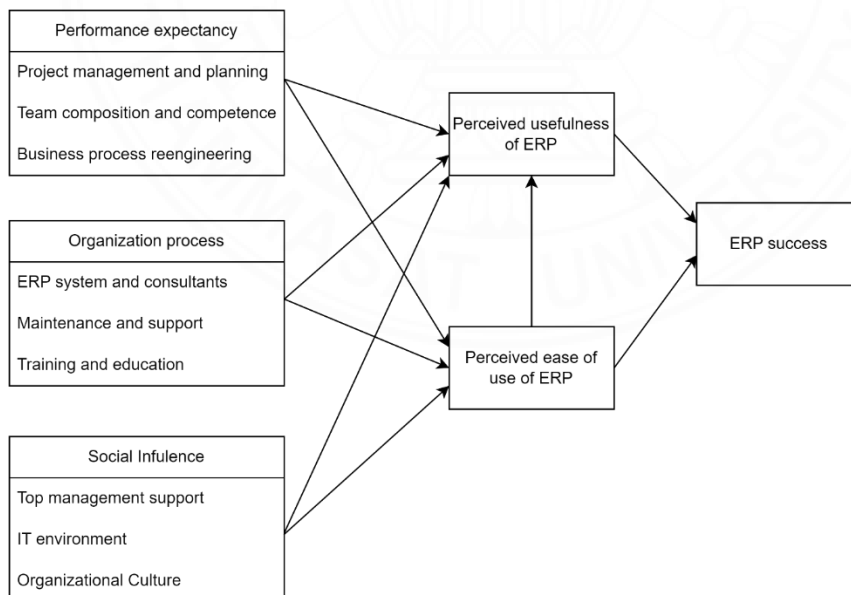 Performance expectancy
Project management and planning
Team composition and competence
Business process reengineering
Organization process
ERP system and consultants
Maintenance and support
Training and education
Social Infulence
Top management support
IT environment
Organizational Culture
Perceived usefulness
of ERP
Perceived ease of
use of ERP
ERP success